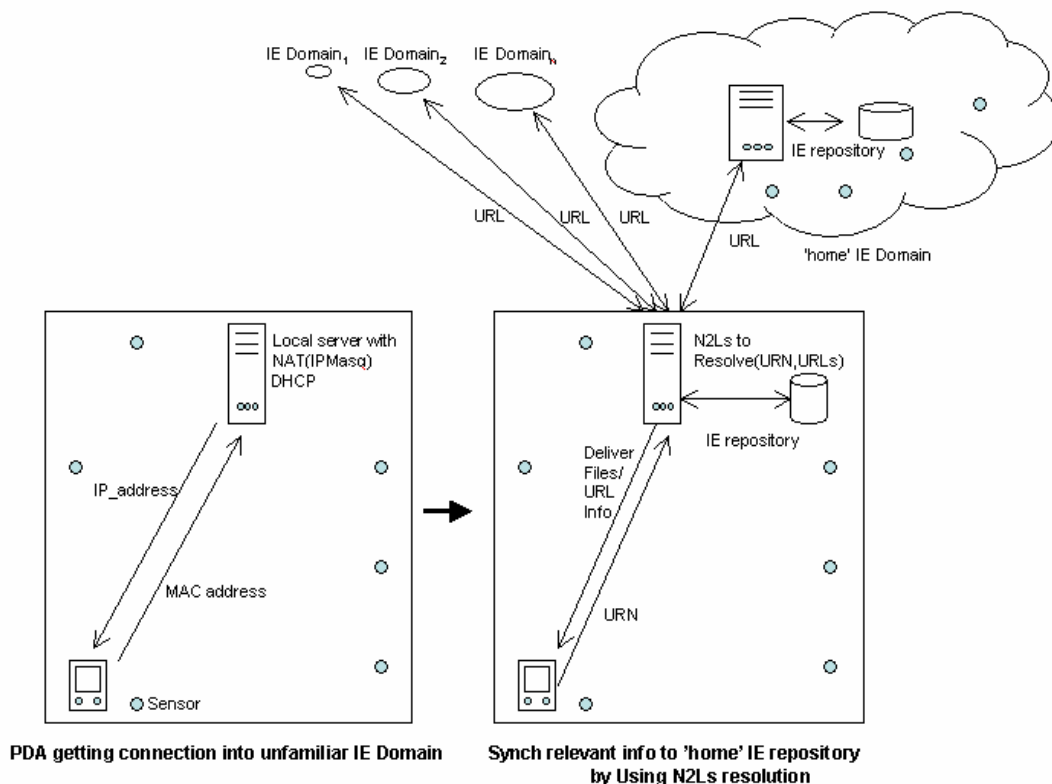 IE Domain1 IE Domain2 IE Domainn
IE repository
URL URL URL URL
'home' IE Domain
Local server with
NAT(IPMasq)
DHCP
IP_address
MAC address
Sensor
N2Ls to
Resolve(URN,URLs)
IE repository
Deliver
Files/
URL
Info
URN
PDA getting connection into unfamiliar IE Domain
Synch relevant info to 'home' IE repository
by Using N2Ls resolution